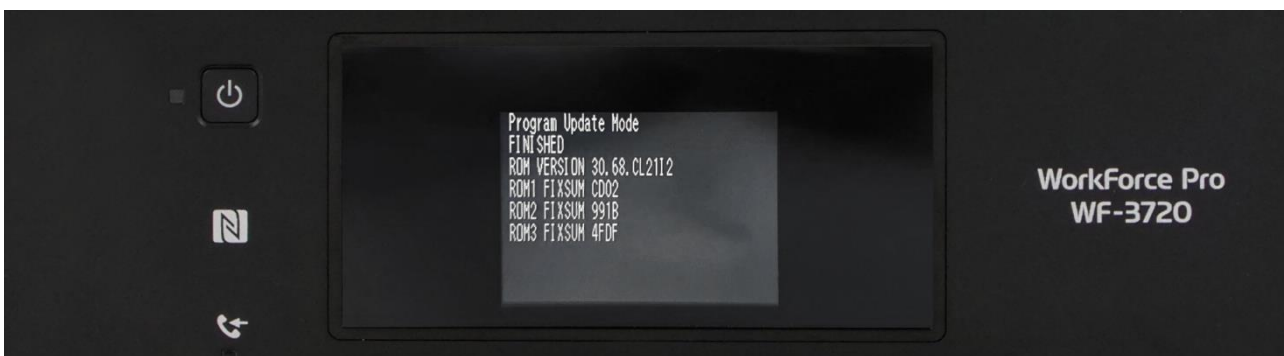 Program Update Mode
FINISHED
ROM VERSION 30.68.CL21I2
ROM1 FIXSUM CD02
ROM2 FIXSUM 991B
ROM3 FIXSUM 4FDF
WorkForce Pro
WF-3720